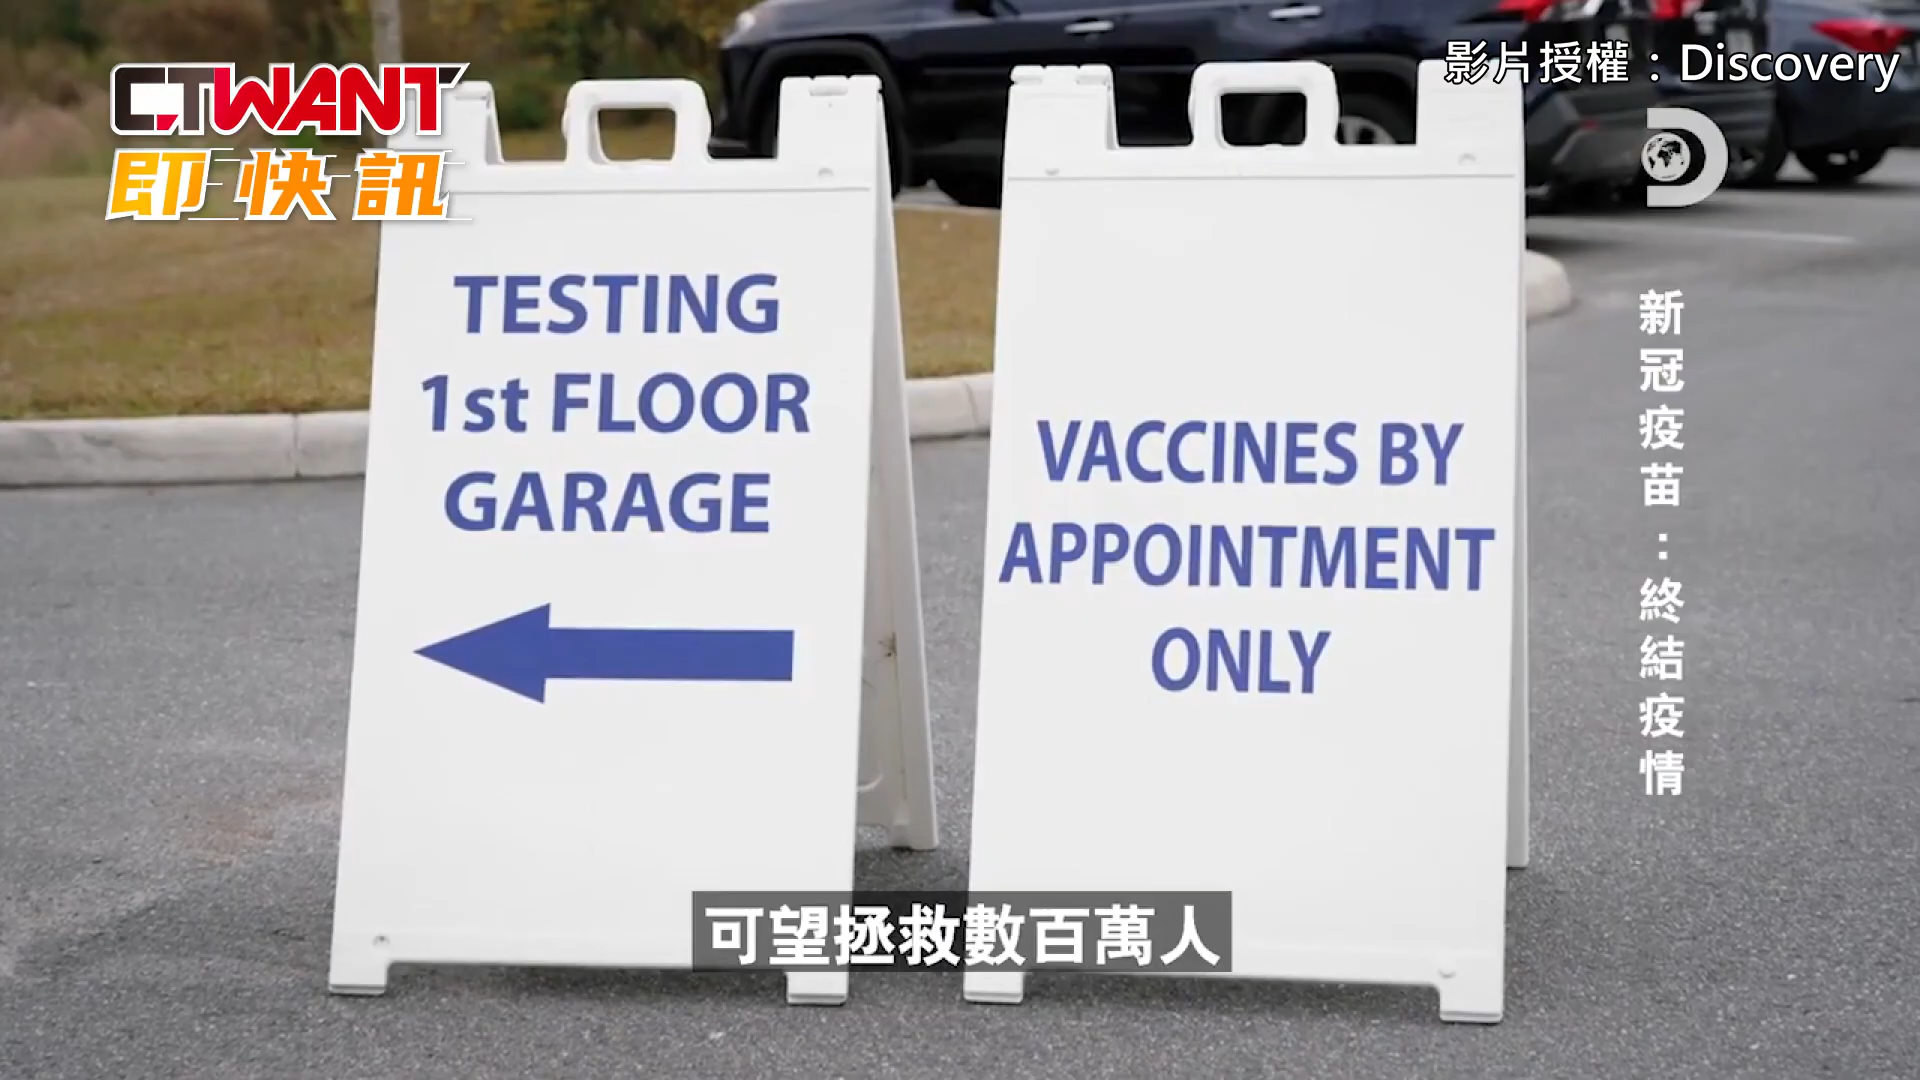 影片授權：Discovery
CTWANT
即快訊
TESTING
1st FLOOR
GARAGE
VACCINES BY
APPOINTMENT
ONLY
新冠疫苗：終結疫情
可望拯救數百萬人